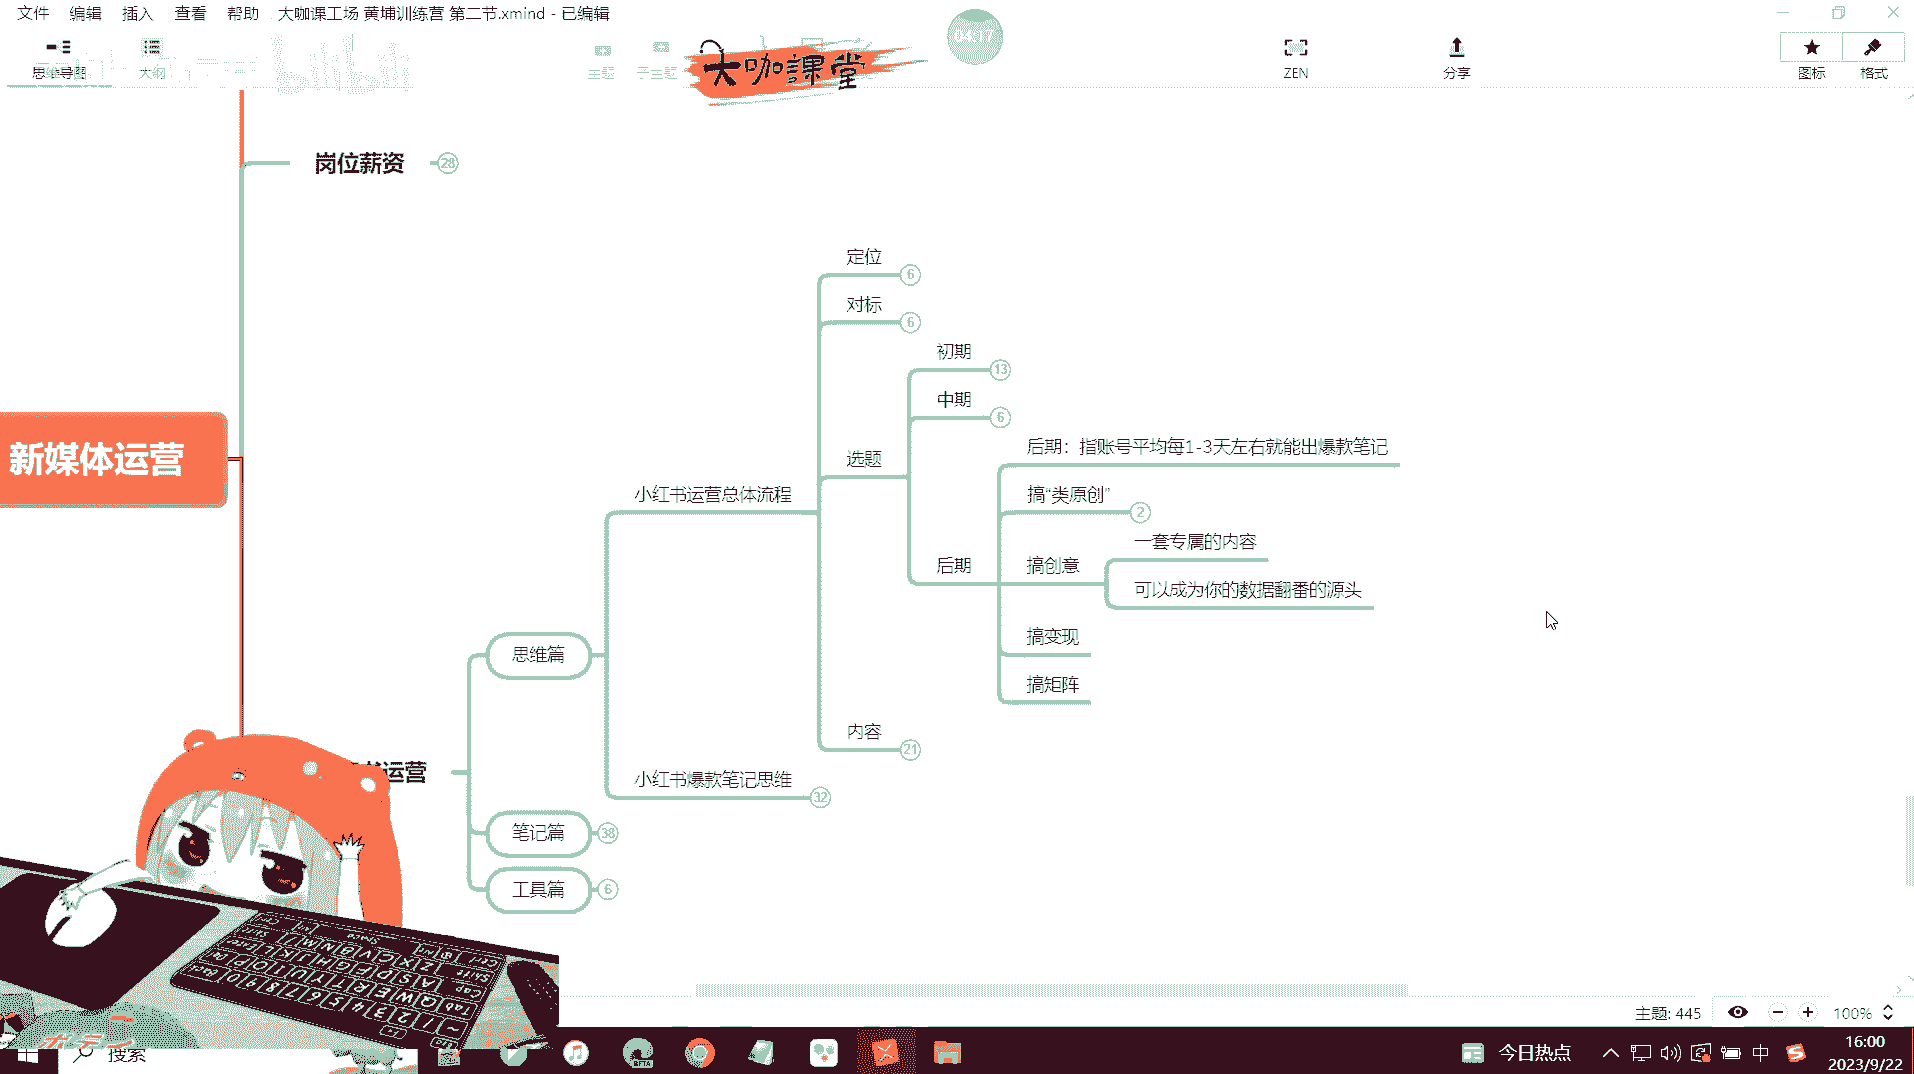 文件 编辑 插入 查看 帮助 大咖课工场 黄埔训练营 第二节.xmind - 已编辑
思维导图 大纲 bilibili 主题 子主题 大咖課堂 04:17 ZEN 分享 图标 格式
岗位薪资 28
定位 6
对标 6
初期 13
中期 6
后期：指账号平均每1-3天左右就能出爆款笔记
新媒体运营
选题
小红书运营总体流程
搞“类原创” 2
一套专属的内容
后期
搞创意
可以成为你的数据翻番的源头
搞变现
思维篇
搞矩阵
内容 21
运营
小红书爆款笔记思维 32
笔记篇 38
工具篇 6
主题: 445 100%
搜索 BETA 今日热点 中
16:00
2023/9/22